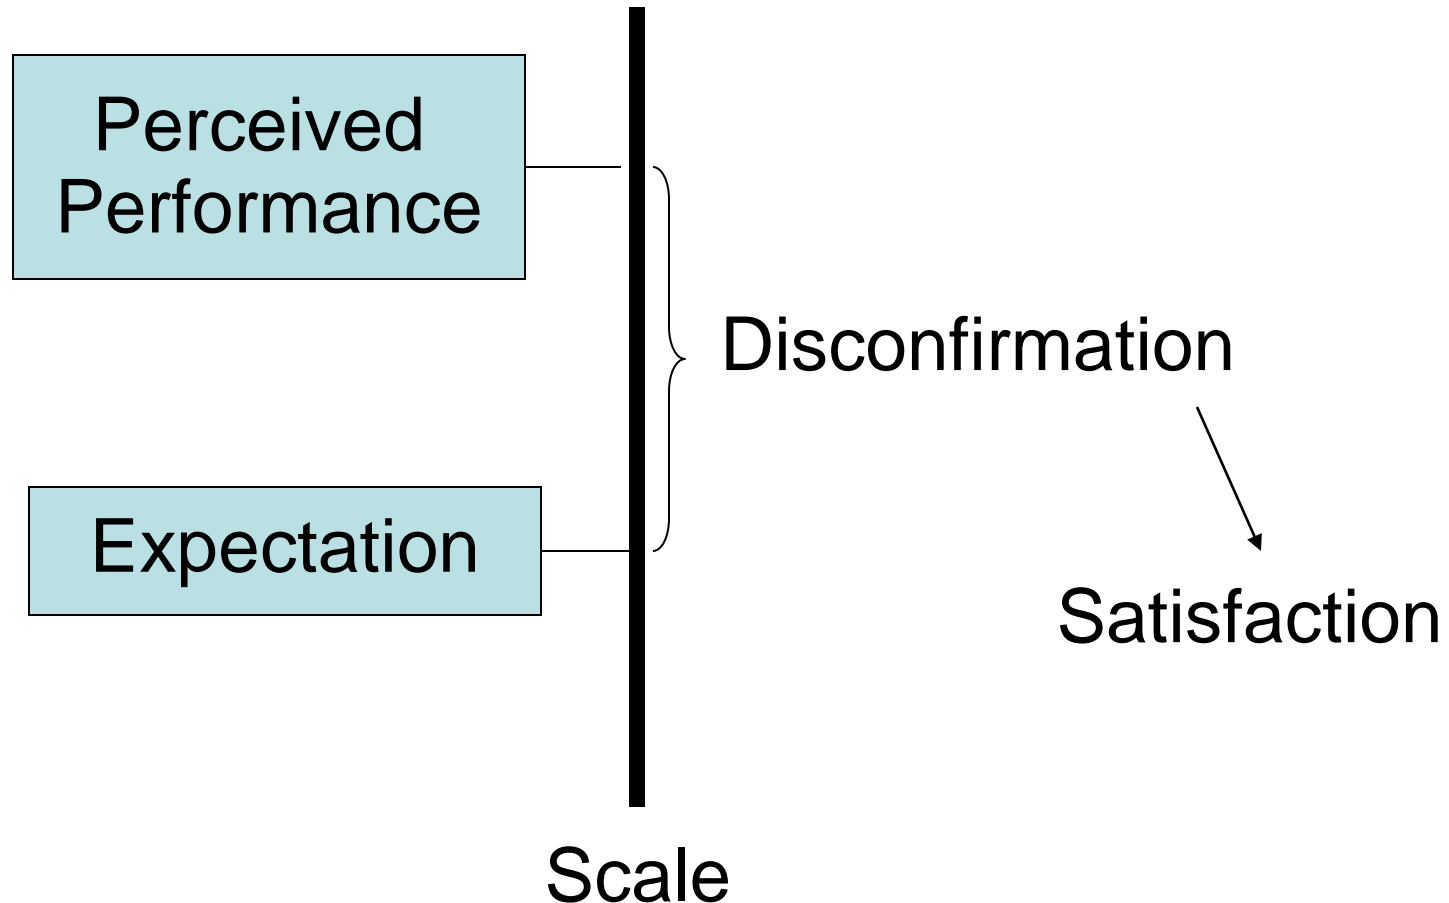 Perceived
Performance
Disconfirmation
Expectation
Satisfaction
Scale